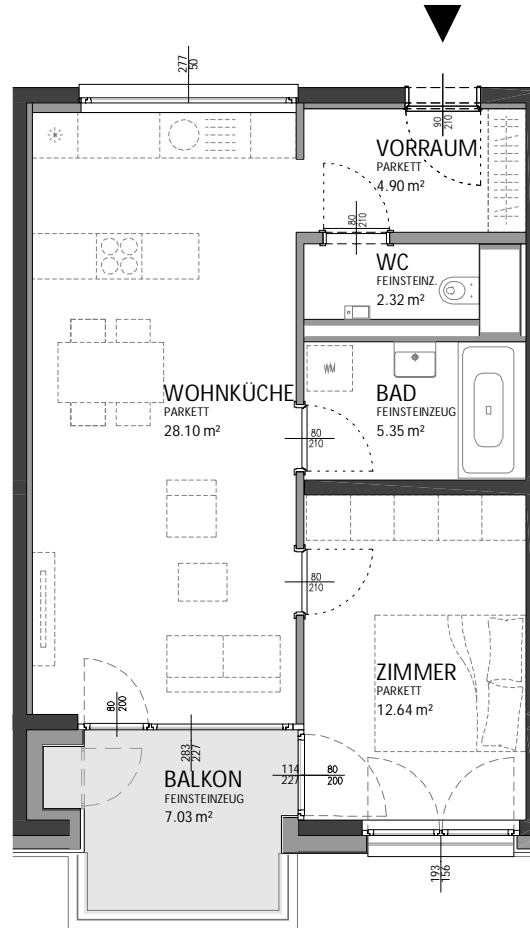 277
50
90
210
VORRAUM
PARKETT
4.90 m²
80
210
WC
FEINSTEINZ.
2.32 m²
WM
WOHNKÜCHE
PARKETT
28.10 m²
BAD
FEINSTEINZEUG
5.35 m²
80
210
80
210
ZIMMER
PARKETT
12.64 m²
80
200
283
227
BALKON
FEINSTEINZEUG
7.03 m²
114
227
80
200
193
156